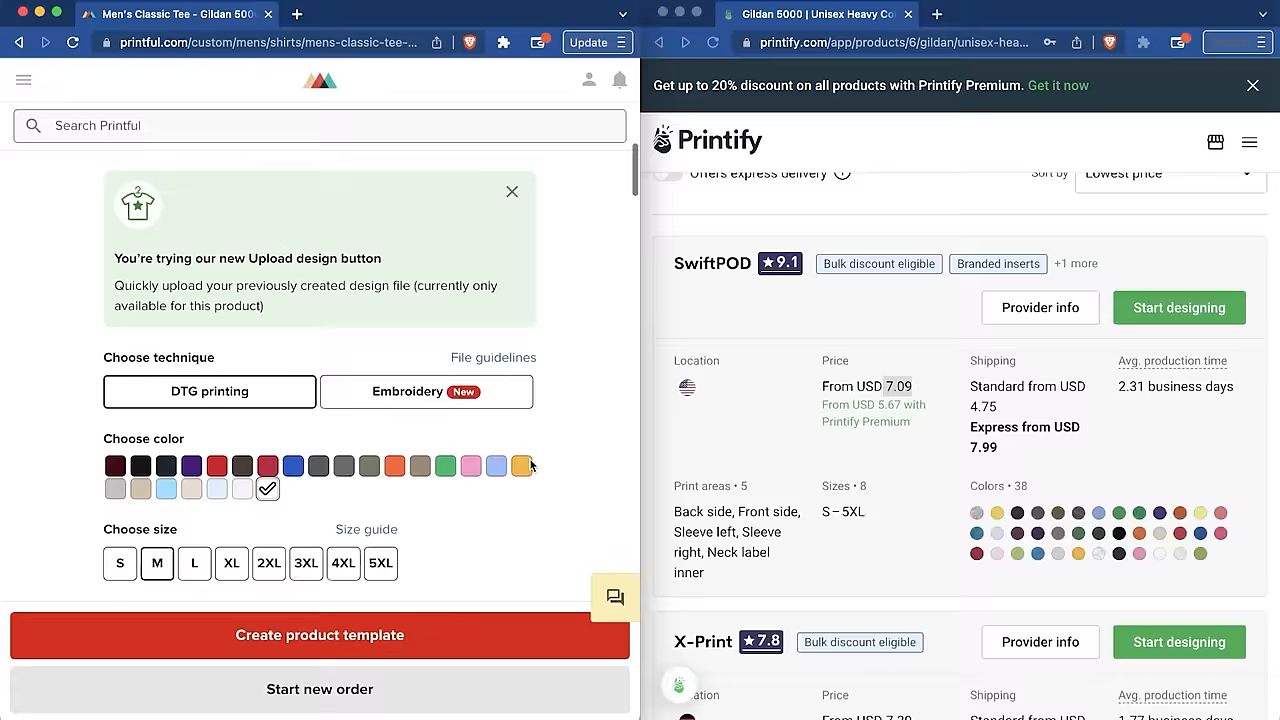 Men's Classic Tee - Gildan 500
printful.com/custom/mens/shirts/mens-classic-tee-...
Update
Search Printful
You're trying our new Upload design button
Quickly upload your previously created design file (currently only
available for this product)
Choose technique
File guidelines
DTG printing
Embroidery New
Choose color
Choose size
Size guide
S M L XL 2XL 3XL 4XL 5XL
Create product template
Start new order
Gildan 5000 | Unisex Heavy Co
printify.com/app/products/6/gildan/unisex-hea...
Get up to 20% discount on all products with Printify Premium. Get it now
Printify
Offers express delivery
Sort by
Lowest price
SwiftPOD ★9.1 Bulk discount eligible Branded inserts +1 more
Provider info Start designing
Location
Price
From USD 7.09
From USD 5.67 with
Printify Premium
Shipping
Standard from USD
4.75
Express from USD
7.99
Avg. production time
2.31 business days
Print areas • 5
Back side, Front side,
Sleeve left, Sleeve
right, Neck label
inner
Sizes • 8
S–5XL
Colors • 38
X-Print ★7.8 Bulk discount eligible
Provider info Start designing
Price
Shipping
Avg. production time